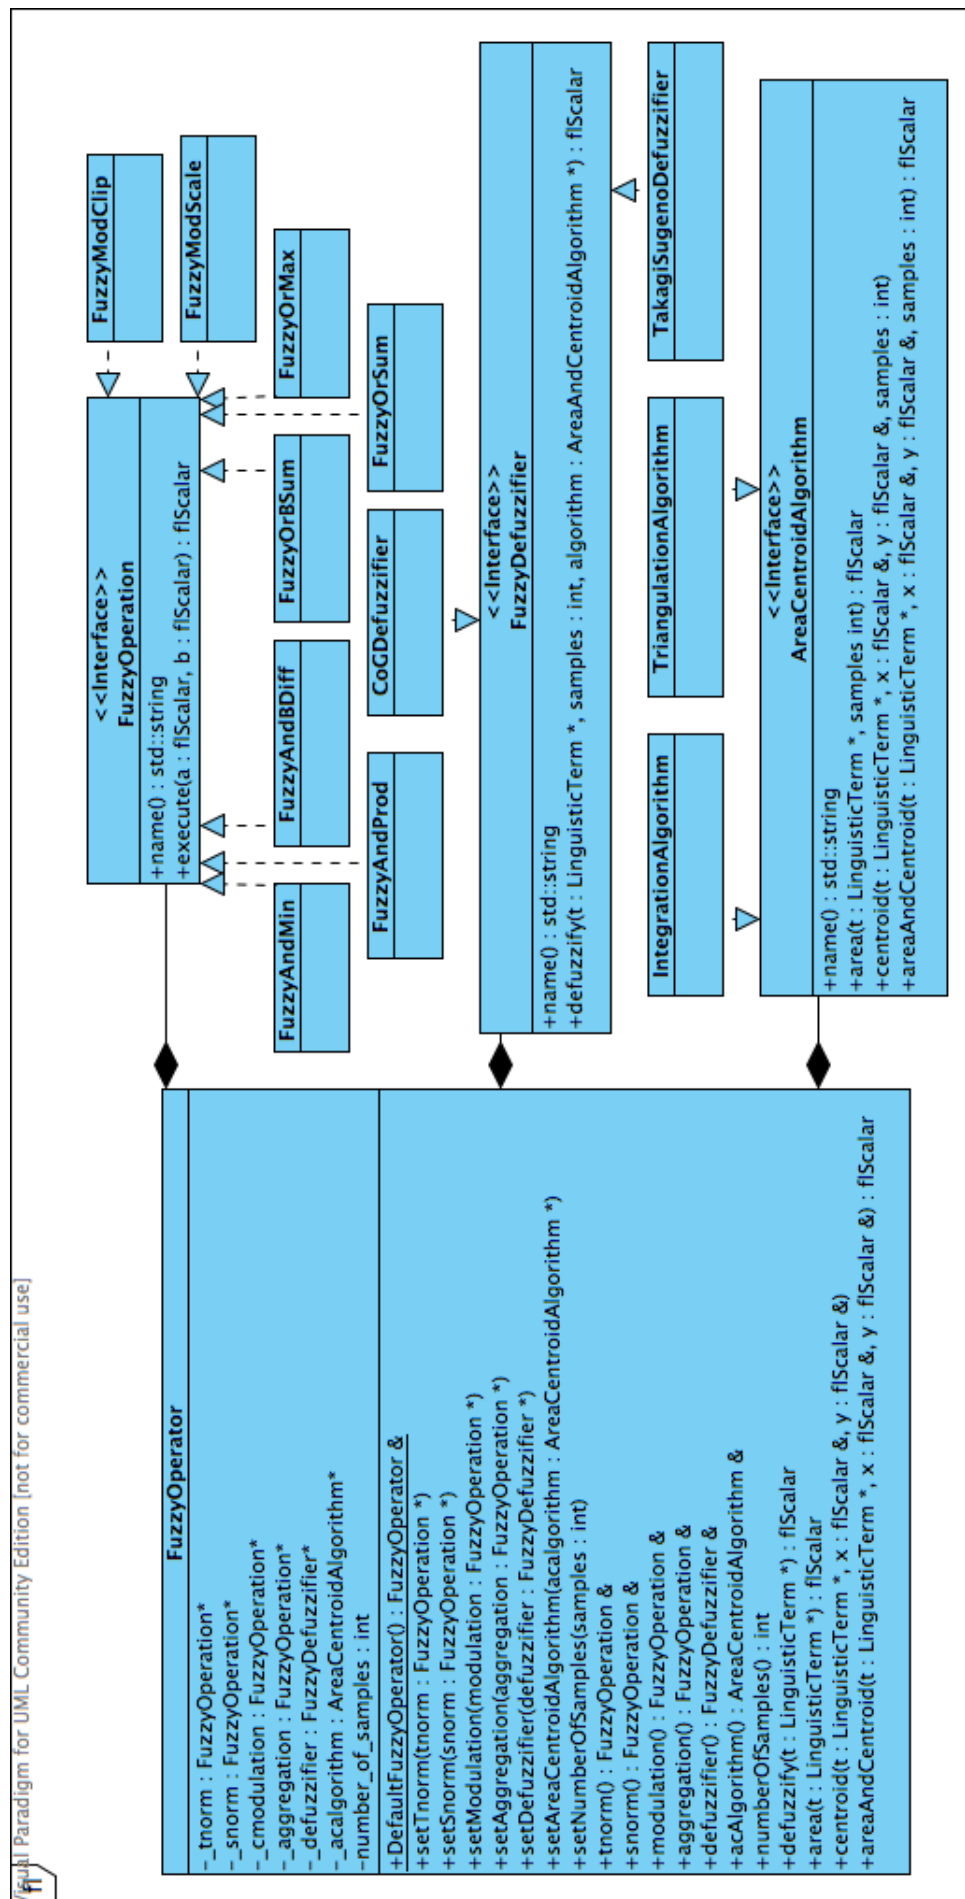 Visual Paradigm for UML Community Edition [not for commercial use]
fl
FuzzyOperator
-_tnorm : FuzzyOperation*
-_snorm : FuzzyOperation*
-_cmodulation : FuzzyOperation*
-_aggregation : FuzzyOperation*
-_defuzzifier : FuzzyDefuzzifier*
-_acalgorithm : AreaCentroidAlgorithm*
-number_of_samples : int
+DefaultFuzzyOperator() : FuzzyOperator &
+setTnorm(tnorm : FuzzyOperation *)
+setSnorm(snorm : FuzzyOperation *)
+setModulation(modulation : FuzzyOperation *)
+setAggregation(aggregation : FuzzyOperation *)
+setDefuzzifier(defuzzifier : FuzzyDefuzzifier *)
+setAreaCentroidAlgorithm(acalgorithm : AreaCentroidAlgorithm *)
+setNumberOfSamples(samples : int)
+tnorm() : FuzzyOperation &
+snorm() : FuzzyOperation &
+modulation() : FuzzyOperation &
+aggregation() : FuzzyOperation &
+defuzzifier() : FuzzyDefuzzifier &
+acAlgorithm() : AreaCentroidAlgorithm &
+numberOfSamples() : int
+defuzzify(t : LinguisticTerm *) : flScalar
+area(t : LinguisticTerm *) : flScalar
+centroid(t : LinguisticTerm *, x : flScalar &, y : flScalar &)
+areaAndCentroid(t : LinguisticTerm *, x : flScalar &, y : flScalar &) : flScalar
<<Interface>>
FuzzyOperation
+name() : std::string
+execute(a : flScalar, b : flScalar) : flScalar
FuzzyModClip
FuzzyModScale
FuzzyAndMin
FuzzyAndBDiff
FuzzyOrBSum
FuzzyOrMax
FuzzyAndProd
CoGDefuzzifier
FuzzyOrSum
<<Interface>>
FuzzyDefuzzifier
+name() : std::string
+defuzzify(t : LinguisticTerm *, samples : int, algorithm : AreaAndCentroidAlgorithm *) : flScalar
IntegrationAlgorithm
TriangulationAlgorithm
TakagiSugenoDefuzzifier
<<Interface>>
AreaCentroidAlgorithm
+name() : std::string
+area(t : LinguisticTerm *, samples int) : flScalar
+centroid(t : LinguisticTerm *, x : flScalar &, y : flScalar &, samples : int)
+areaAndCentroid(t : LinguisticTerm *, x : flScalar &, y : flScalar &, samples : int) : flScalar